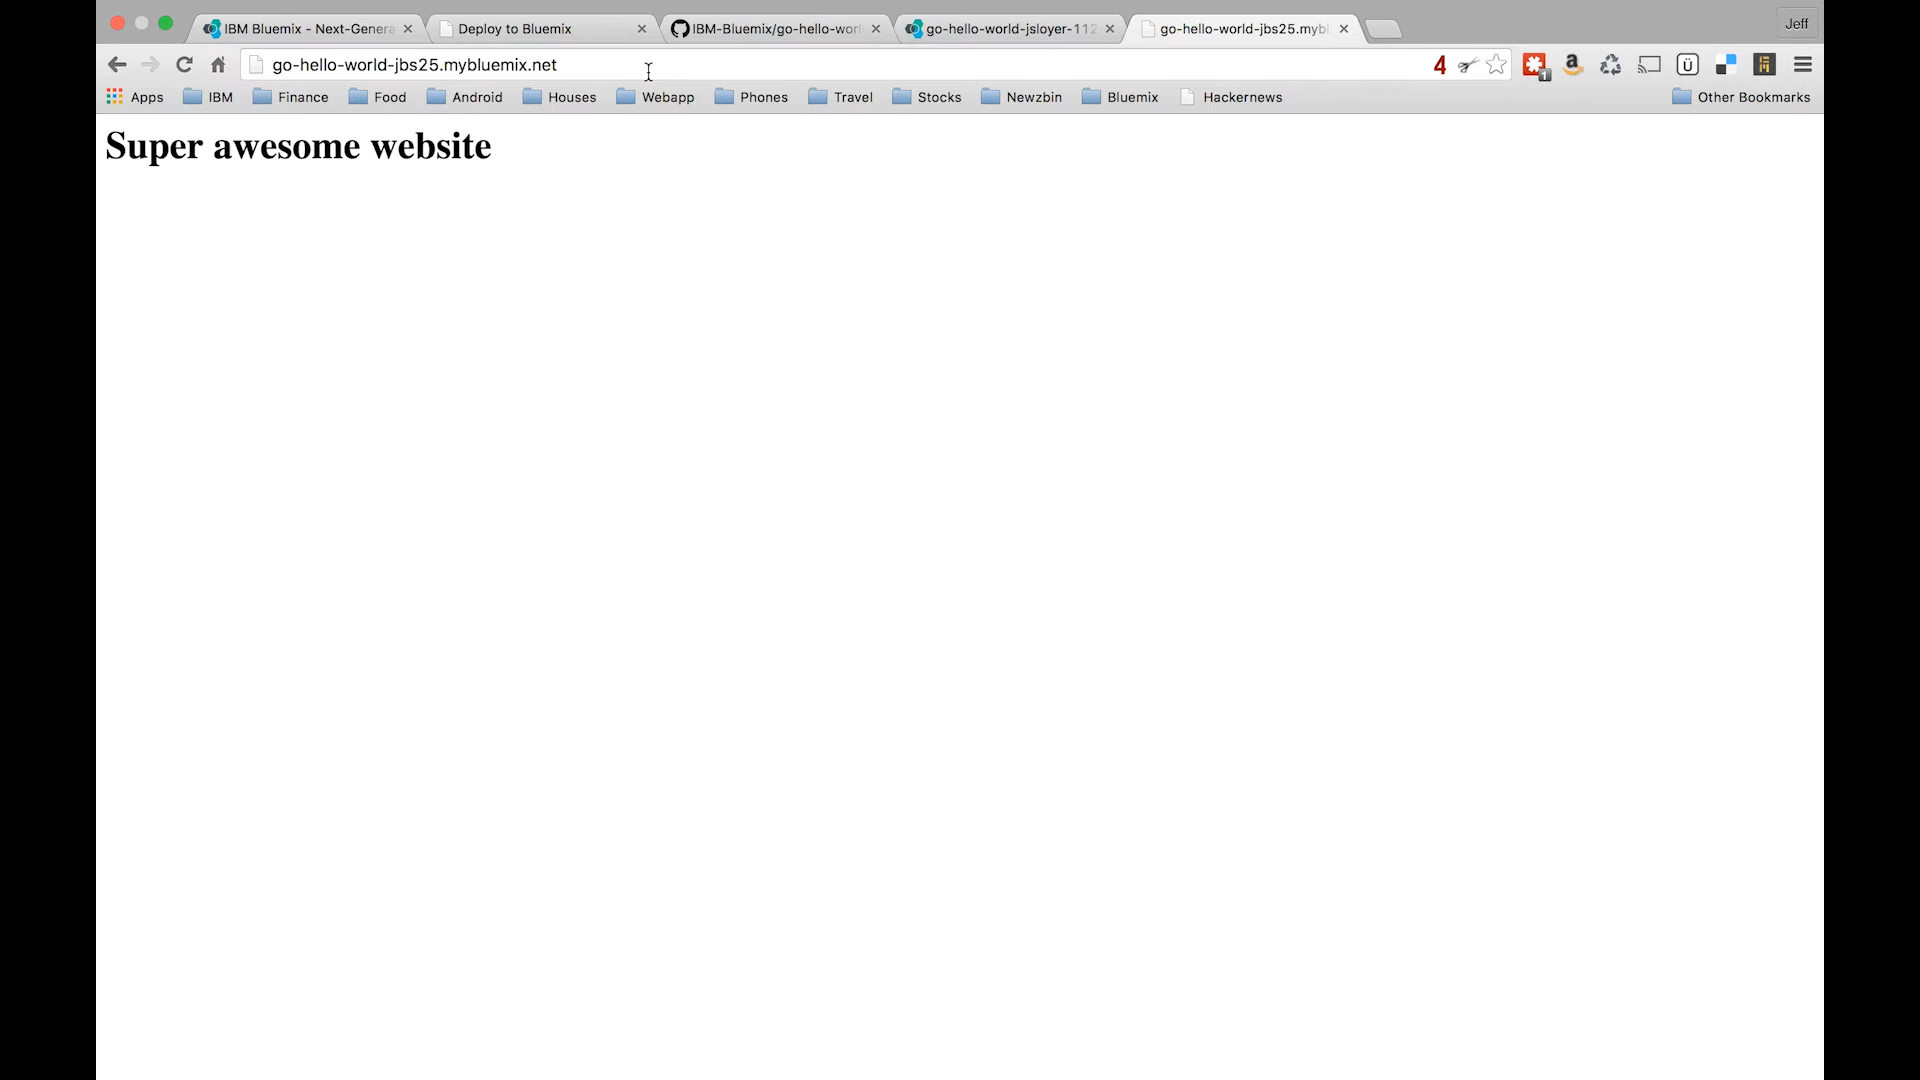 IBM Bluemix - Next-Genera
Deploy to Bluemix
IBM-Bluemix/go-hello-worl
go-hello-world-jsloyer-112
go-hello-world-jbs25.mybl
Jeff
go-hello-world-jbs25.mybluemix.net
4
1
a
Ü
Apps
IBM
Finance
Food
Android
Houses
Webapp
Phones
Travel
Stocks
Newzbin
Bluemix
Hackernews
Other Bookmarks
Super awesome website